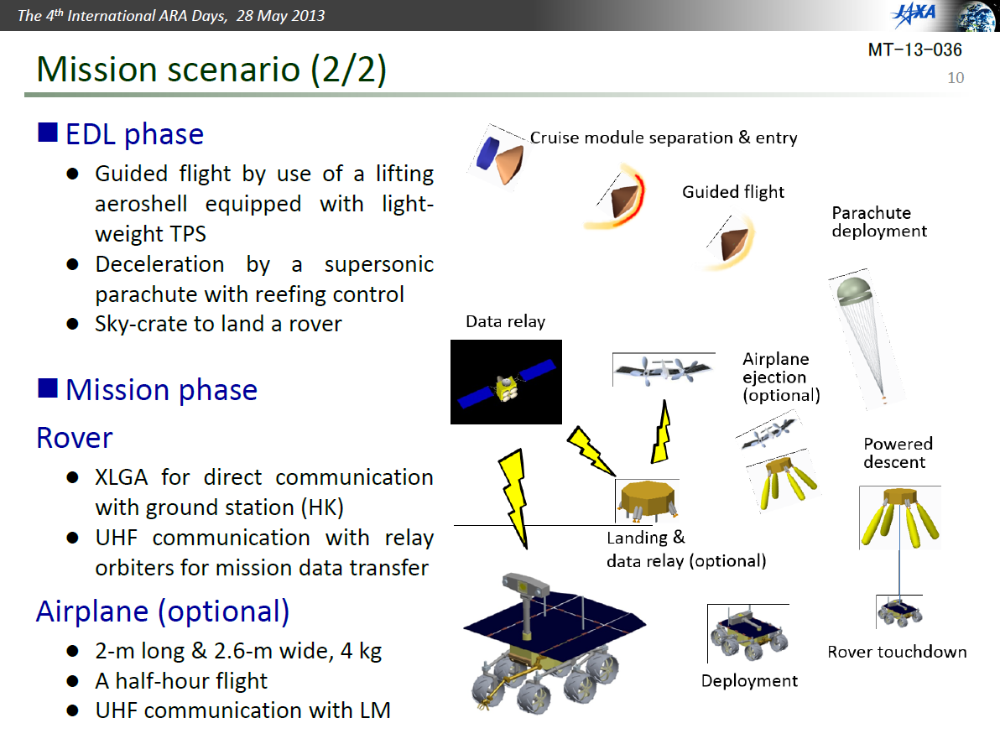 The 4th International ARA Days, 28 May 2013
JAXA
MT-13-036
Mission scenario (2/2)
10
EDL phase
Guided flight by use of a lifting
aeroshell equipped with light-
weight TPS
Deceleration by a supersonic
parachute with reefing control
Sky-crate to land a rover
Mission phase
Rover
XLGA for direct communication
with ground station (HK)
UHF communication with relay
orbiters for mission data transfer
Airplane (optional)
2-m long & 2.6-m wide, 4 kg
A half-hour flight
UHF communication with LM
Cruise module separation & entry
Guided flight
Parachute
deployment
Data relay
Airplane
ejection
(optional)
Powered
descent
Landing &
data relay (optional)
Rover touchdown
Deployment